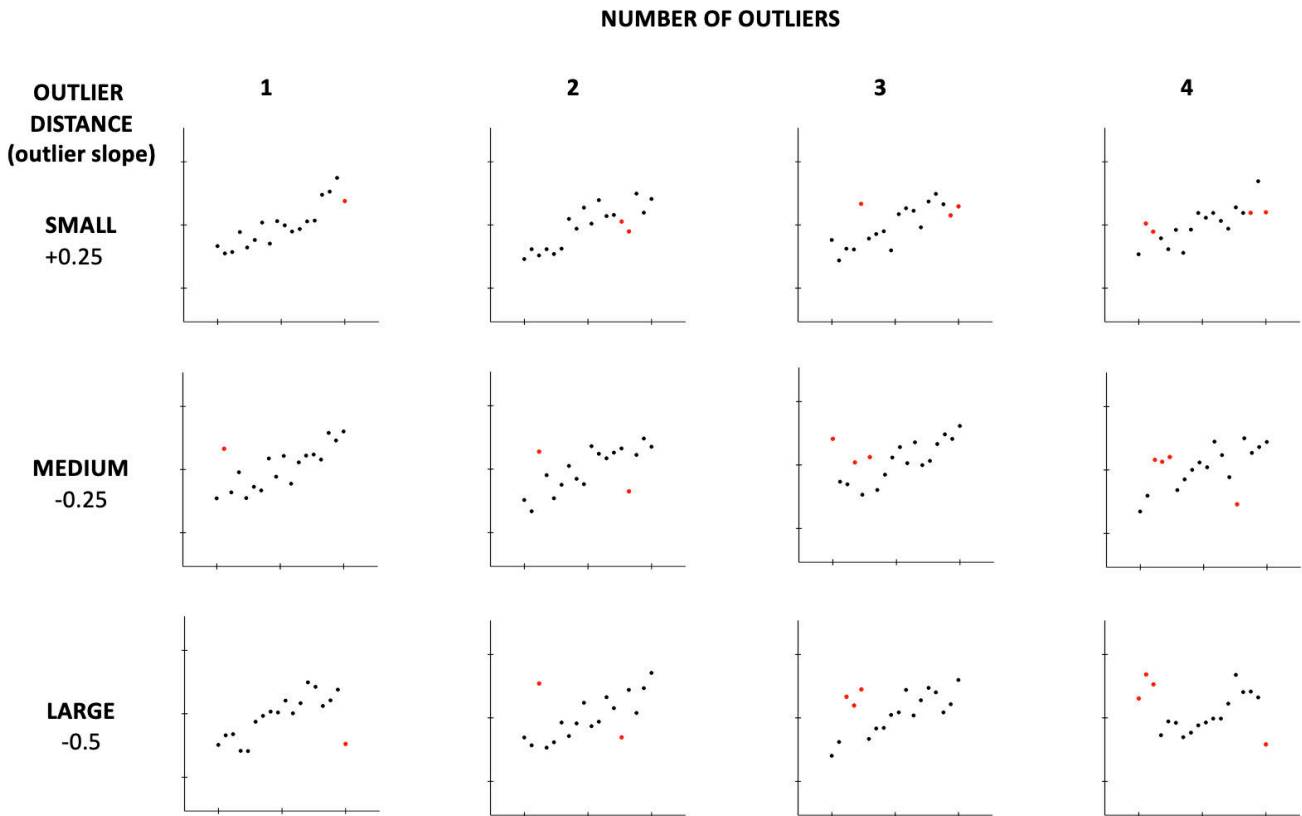 NUMBER OF OUTLIERS
OUTLIER
DISTANCE
(outlier slope)
1
2
3
4
SMALL
+0.25
MEDIUM
-0.25
LARGE
-0.5